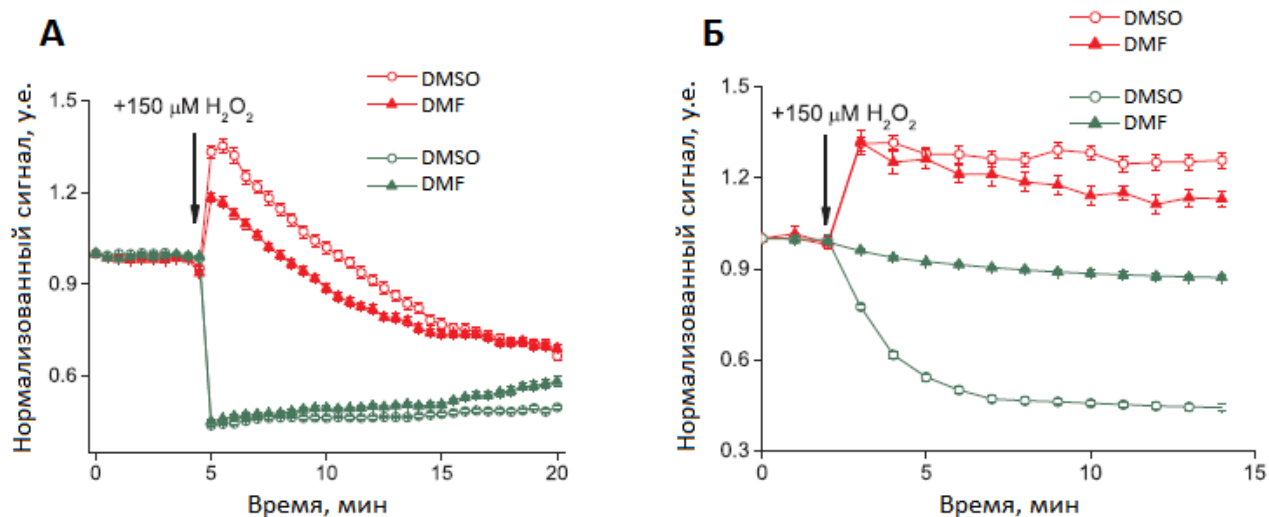 А
DMSO
DMF
DMSO
DMF
+150 μM H₂O₂
Нормализованный сигнал, у.е.
1.5
1.2
0.9
0.6
0
5
10
15
20
Время, мин
Б
DMSO
DMF
DMSO
DMF
+150 μM H₂O₂
Нормализованный сигнал, у.е.
1.5
1.2
0.9
0.6
0.3
0
5
10
15
Время, мин